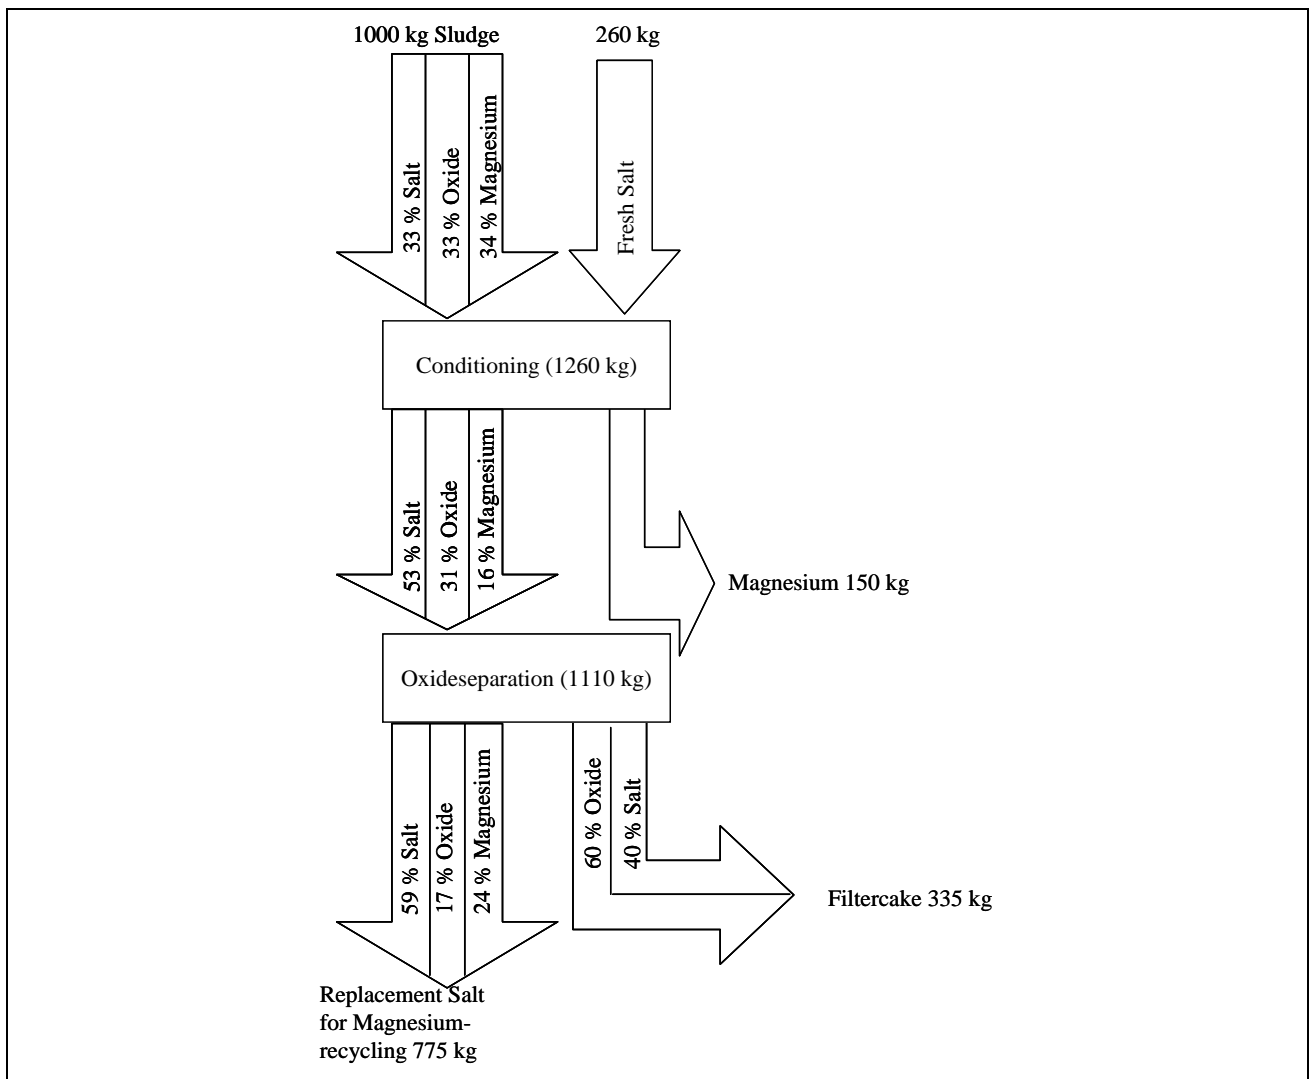 1000 kg Sludge
260 kg
33 % Salt
33 % Oxide
34 % Magnesium
Fresh Salt
Conditioning (1260 kg)
53 % Salt
31 % Oxide
16 % Magnesium
Magnesium 150 kg
Oxideseparation (1110 kg)
59 % Salt
17 % Oxide
24 % Magnesium
60 % Oxide
40 % Salt
Filtercake 335 kg
Replacement Salt
for Magnesium-
recycling 775 kg